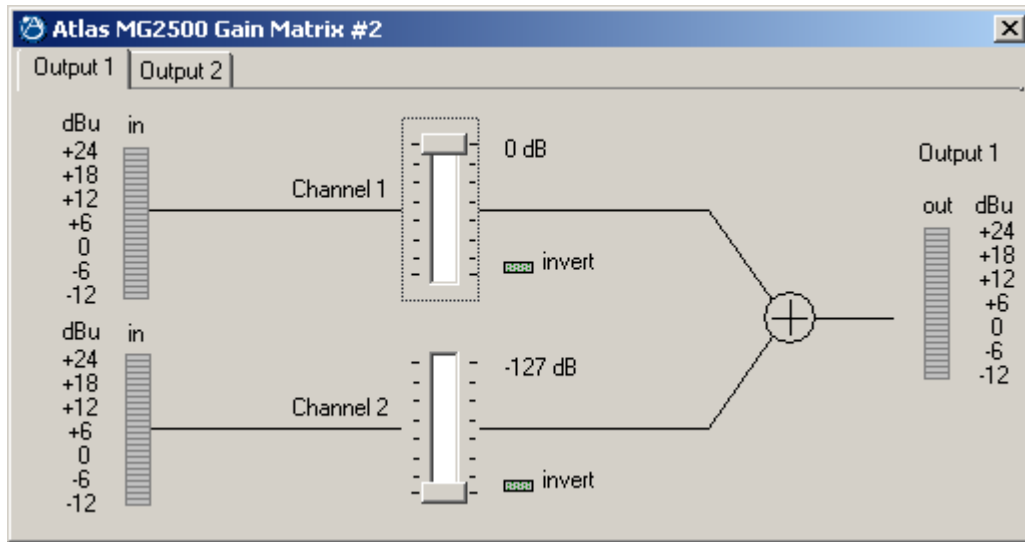 Atlas MG2500 Gain Matrix #2
Output 1
Output 2
dBu in
+24
+18
+12
+6
0
-6
-12
Channel 1
0 dB
invert
dBu in
+24
+18
+12
+6
0
-6
-12
Channel 2
-127 dB
invert
Output 1
out dBu
+24
+18
+12
+6
0
-6
-12